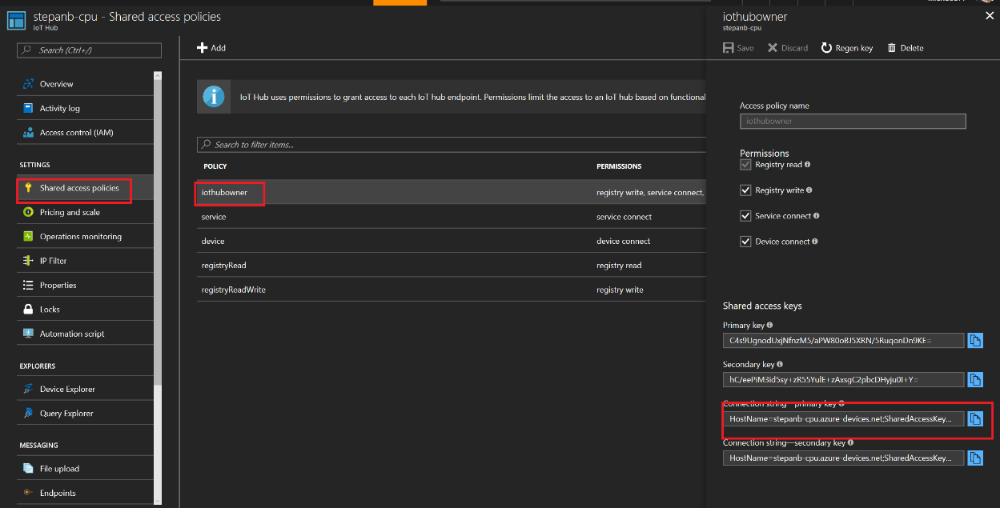 stepanb-cpu - Shared access policies
IoT Hub
Search (Ctrl+/)
Overview
Activity log
Access control (IAM)
SETTINGS
Shared access policies
Pricing and scale
Operations monitoring
IP Filter
Properties
Locks
Automation script
EXPLORERS
Device Explorer
Query Explorer
MESSAGING
File upload
Endpoints
Add
IoT Hub uses permissions to grant access to each IoT hub endpoint. Permissions limit the access to an IoT hub based on functional
Search to filter items...
POLICY PERMISSIONS
iothubowner registry write, service connect,
service service connect
device device connect
registryRead registry read
registryReadWrite registry write
iothubowner
stepanb-cpu
Save Discard Regen key Delete
Access policy name
iothubowner
Permissions
Registry read
Registry write
Service connect
Device connect
Shared access keys
Primary key
C4s9UgnodUxjNfnzM5/aPW80oBJ5XRN/5RuqonDn9KE=
Secondary key
hC/eePiM3id5sy+zR55YulE+zAxsgC2pbcDHyju0I+Y=
Connection string—primary key
HostName=stepanb-cpu.azure-devices.net;SharedAccessKey...
Connection string—secondary key
HostName=stepanb-cpu.azure-devices.net;SharedAccessKey...